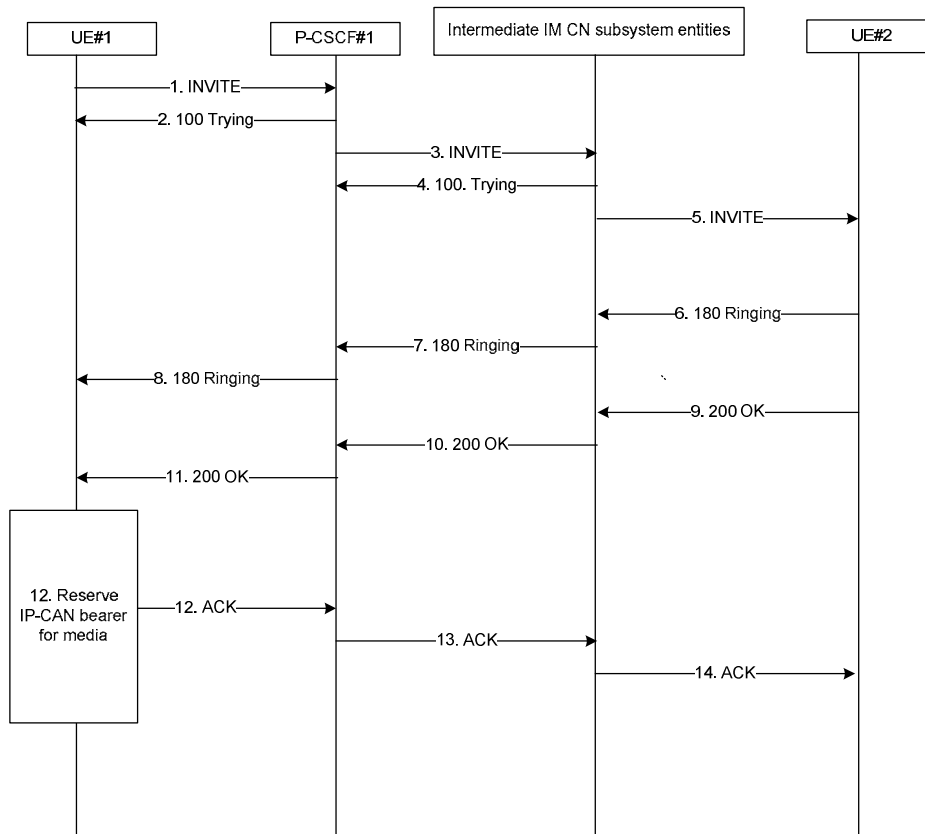 UE#1
P-CSCF#1
Intermediate IM CN subsystem entities
UE#2
1. INVITE
2. 100 Trying
3. INVITE
4. 100. Trying
5. INVITE
6. 180 Ringing
7. 180 Ringing
8. 180 Ringing
9. 200 OK
10. 200 OK
11. 200 OK
12. Reserve
IP-CAN bearer
for media
12. ACK
13. ACK
14. ACK